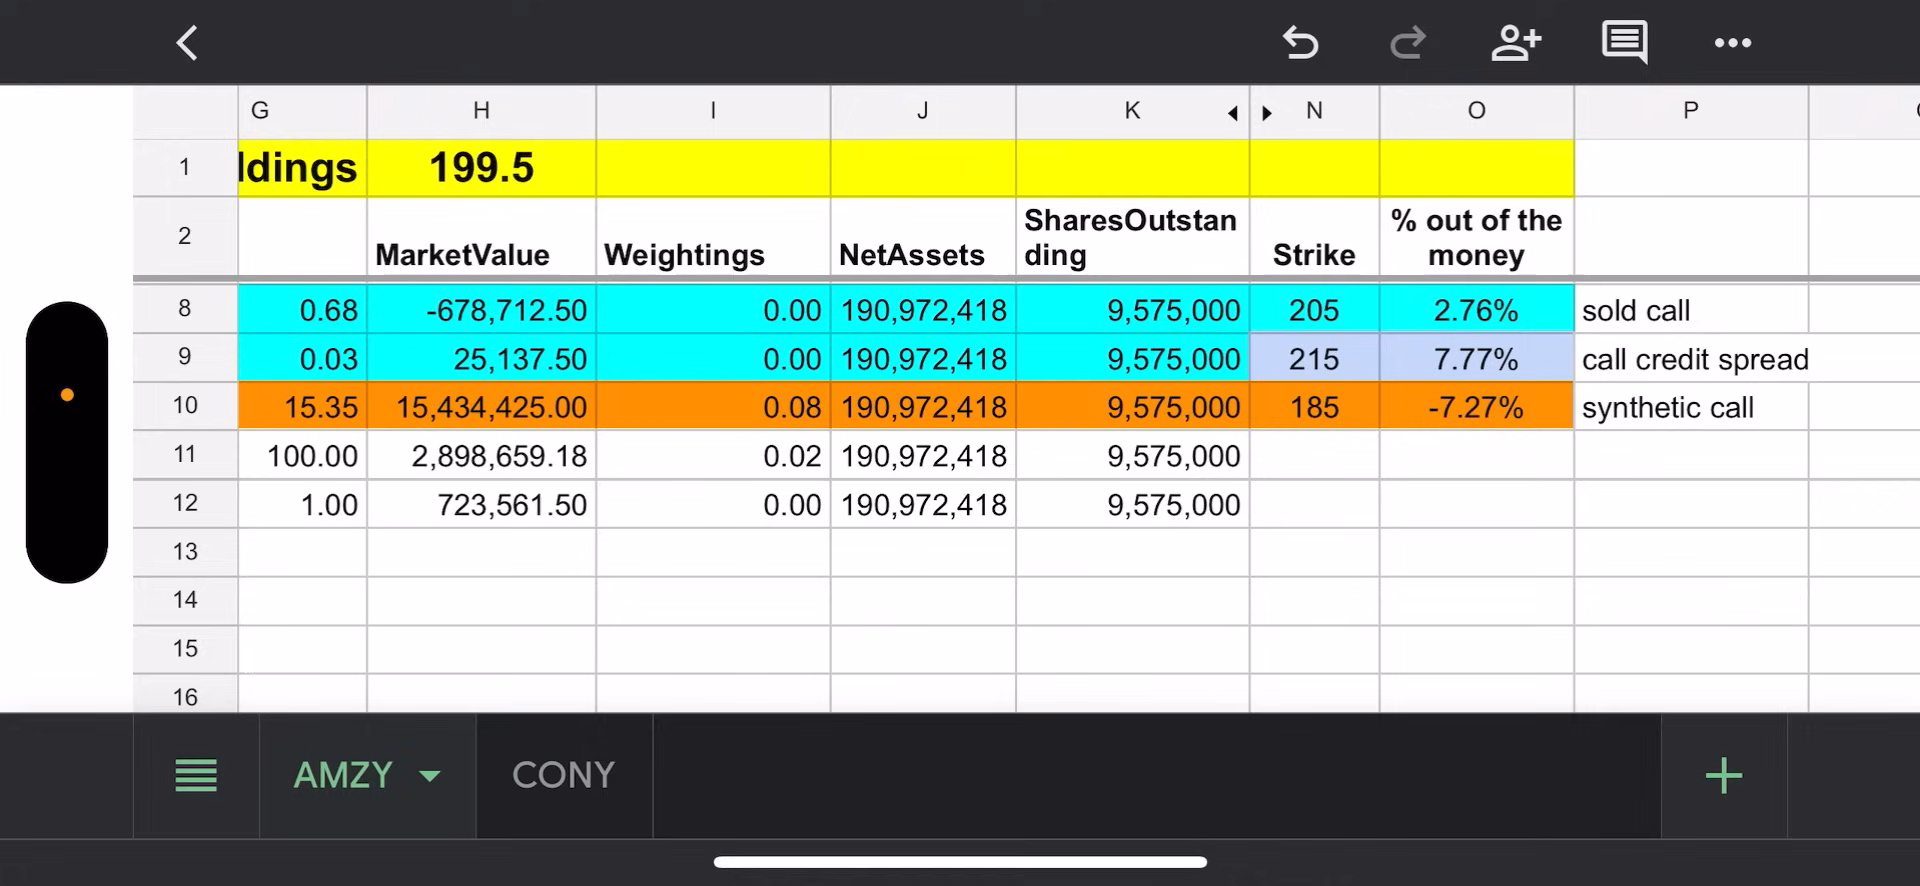 G H I J K N O P
1 ldings 199.5
2 MarketValue Weightings NetAssets SharesOutstan
ding Strike % out of the
money
8 0.68 -678,712.50 0.00 190,972,418 9,575,000 205 2.76% sold call
9 0.03 25,137.50 0.00 190,972,418 9,575,000 215 7.77% call credit spread
10 15.35 15,434,425.00 0.08 190,972,418 9,575,000 185 -7.27% synthetic call
11 100.00 2,898,659.18 0.02 190,972,418 9,575,000
12 1.00 723,561.50 0.00 190,972,418 9,575,000
13
14
15
16
AMZY CONY